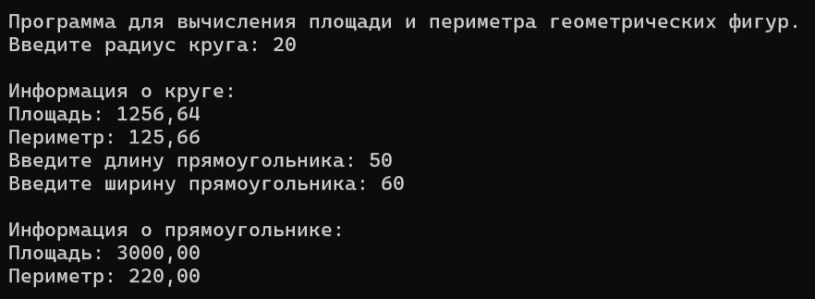 Программа для вычисления площади и периметра геометрических фигур.
Введите радиус круга: 20
Информация о круге:
Площадь: 1256,64
Периметр: 125,66
Введите длину прямоугольника: 50
Введите ширину прямоугольника: 60
Информация о прямоугольнике:
Площадь: 3000,00
Периметр: 220,00